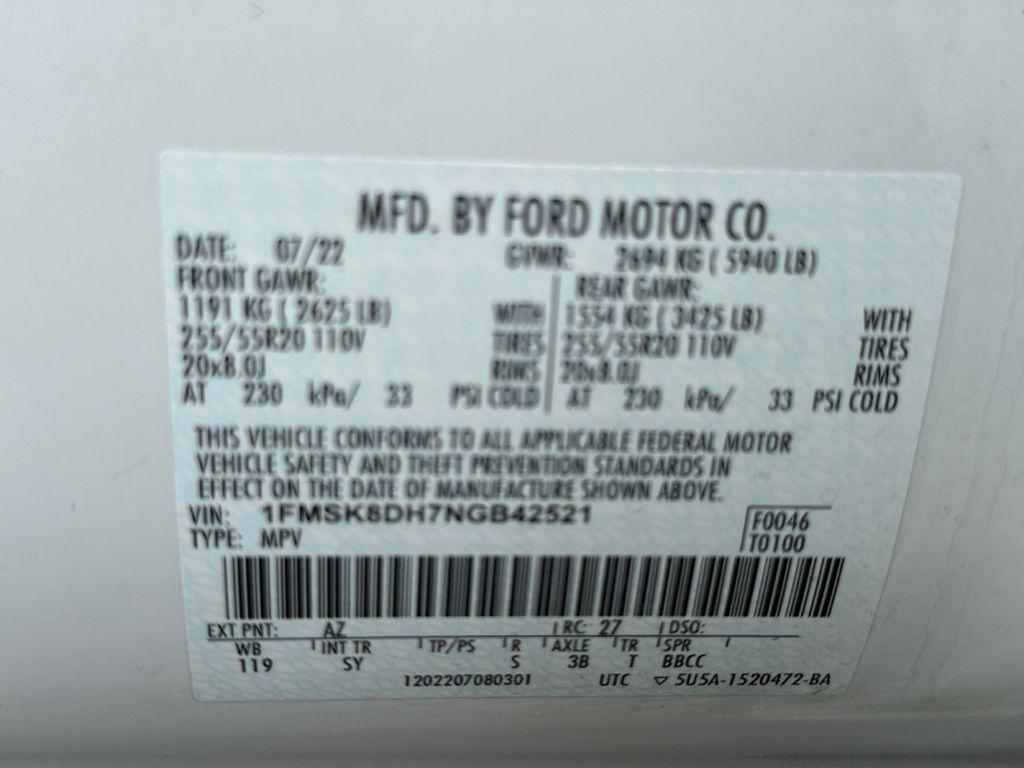 MFD. BY FORD MOTOR CO.
DATE: 07/22 GVWR: 2694 KG ( 5940 LB)
FRONT GAWR: REAR GAWR:
1191 KG ( 2625 LB) WITH 1554 KG ( 3425 LB) WITH
255/55R20 110V TIRES 255/55R20 110V TIRES
20x8.0J RIMS 20x8.0J RIMS
AT 230 kPa/ 33 PSI COLD AT 230 kPa/ 33 PSI COLD
THIS VEHICLE CONFORMS TO ALL APPLICABLE FEDERAL MOTOR
VEHICLE SAFETY AND THEFT PREVENTION STANDARDS IN
EFFECT ON THE DATE OF MANUFACTURE SHOWN ABOVE.
VIN: 1FMSK8DH7NGB42521 F0046
TYPE: MPV T0100
EXT PNT: AZ RC: 27 DSO:
WB INT TR TP/PS R AXLE TR SPR
119 SY S 3B T BBCC
1202207080301 UTC ▽ 5U5A-1520472-BA